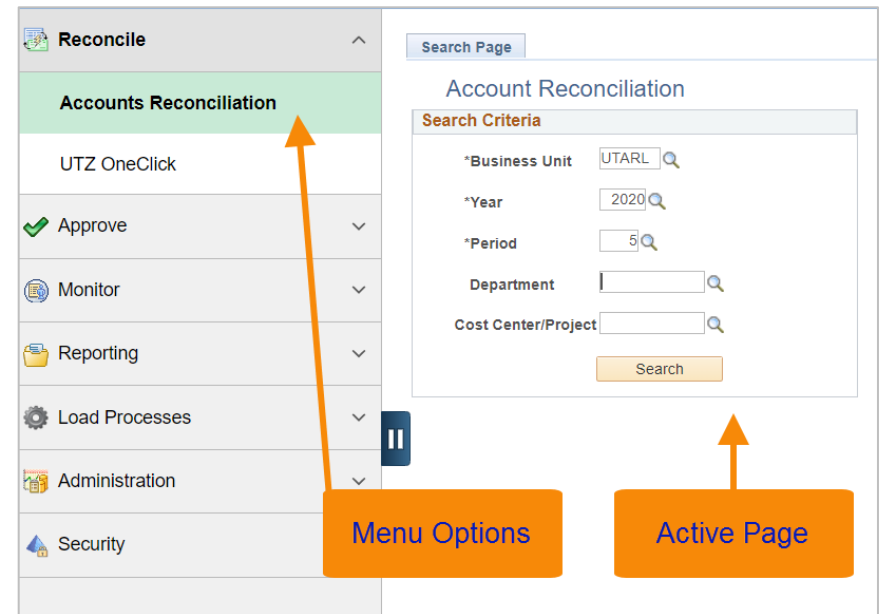 Reconcile
Accounts Reconciliation
UTZ OneClick
Approve
Monitor
Reporting
Load Processes
Administration
Security
Search Page
Account Reconciliation
Search Criteria
*Business Unit UTARL
*Year 2020
*Period 5
Department
Cost Center/Project
Search
Menu Options
Active Page